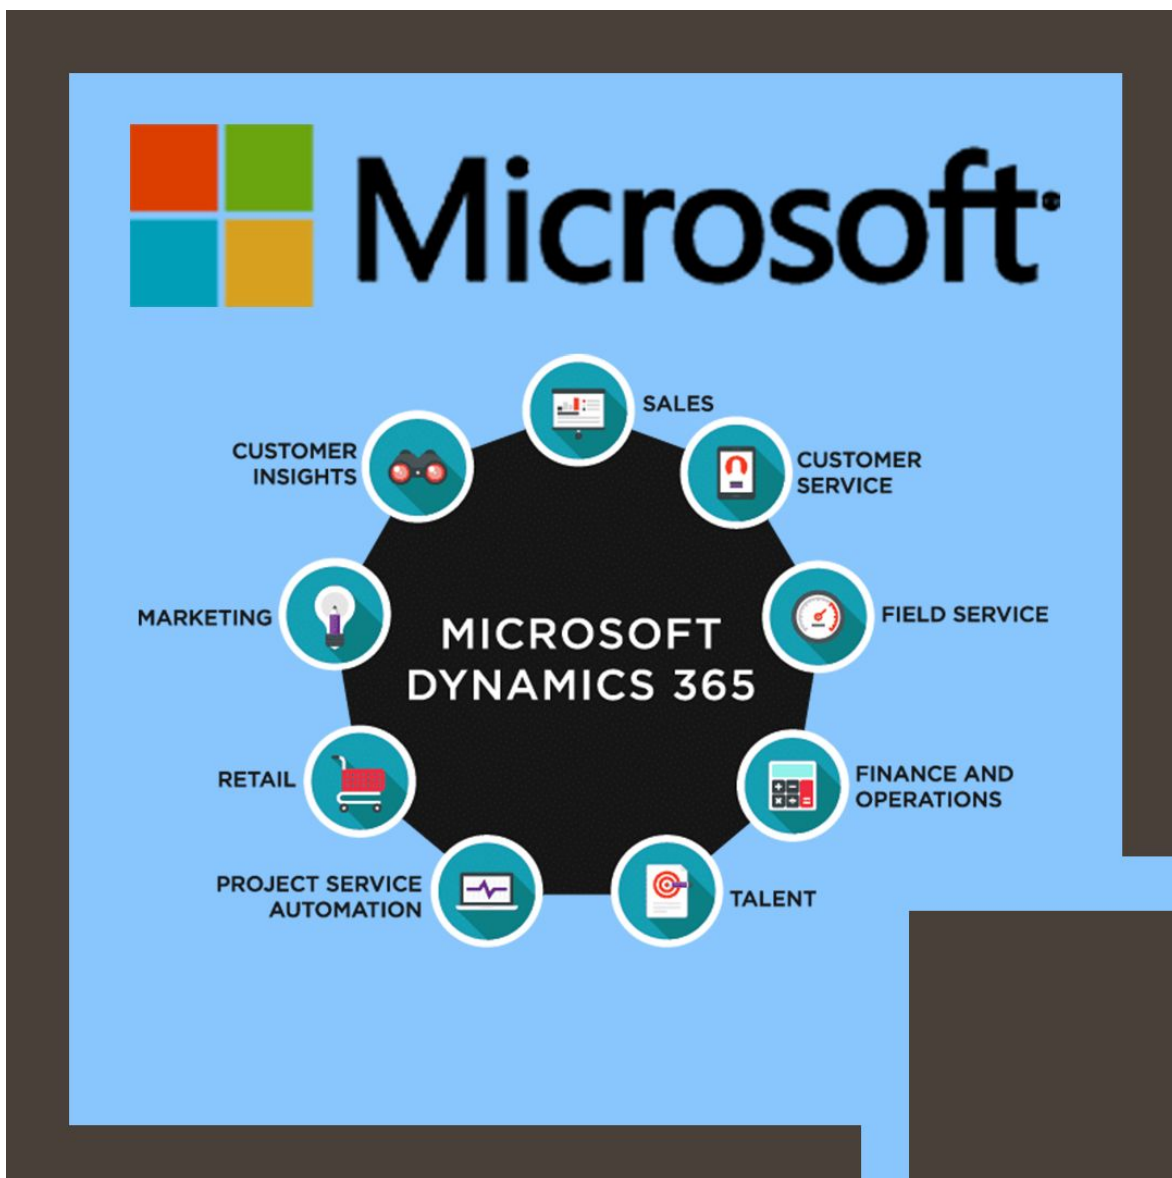 Microsoft
SALES
CUSTOMER
INSIGHTS
CUSTOMER
SERVICE
MARKETING
FIELD SERVICE
MICROSOFT
DYNAMICS 365
RETAIL
FINANCE AND
OPERATIONS
PROJECT SERVICE
AUTOMATION
TALENT